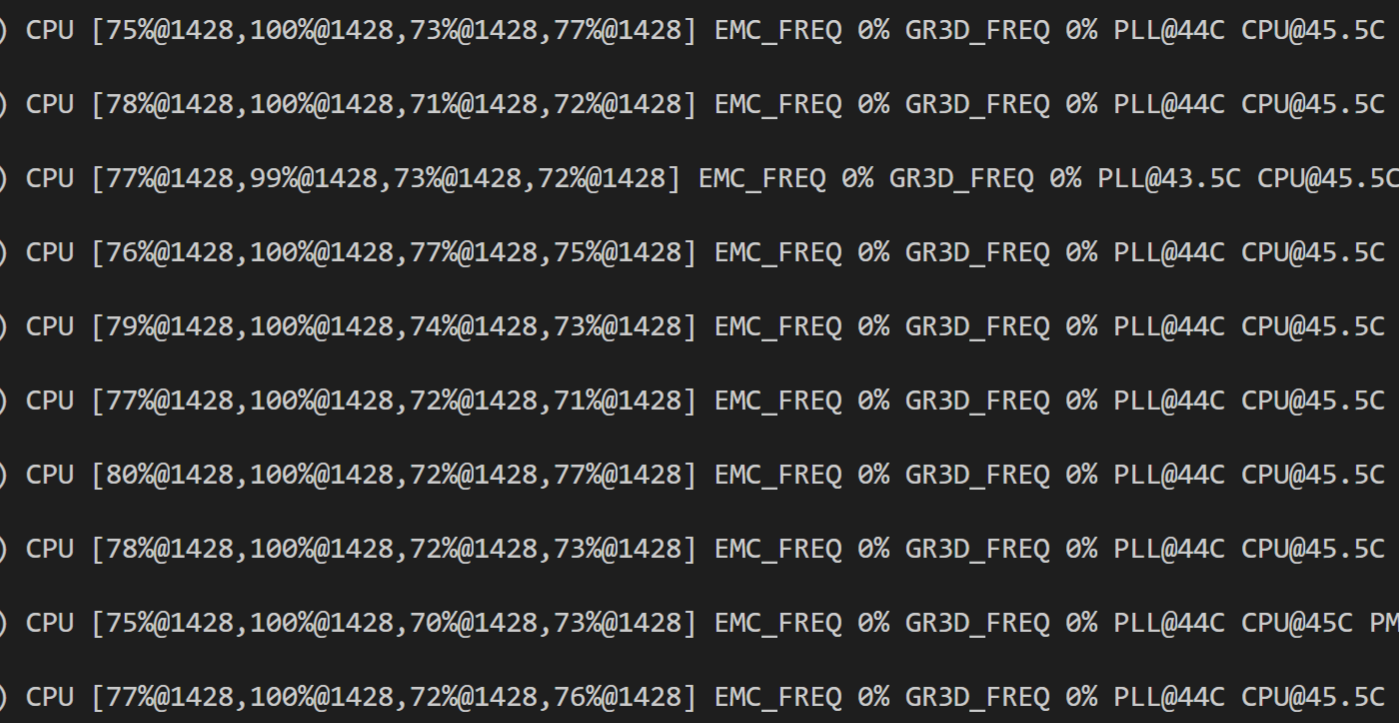 ) CPU [75%@1428,100%@1428,73%@1428,77%@1428] EMC_FREQ 0% GR3D_FREQ 0% PLL@44C CPU@45.5C
) CPU [78%@1428,100%@1428,71%@1428,72%@1428] EMC_FREQ 0% GR3D_FREQ 0% PLL@44C CPU@45.5C
) CPU [77%@1428,99%@1428,73%@1428,72%@1428] EMC_FREQ 0% GR3D_FREQ 0% PLL@43.5C CPU@45.5C
) CPU [76%@1428,100%@1428,77%@1428,75%@1428] EMC_FREQ 0% GR3D_FREQ 0% PLL@44C CPU@45.5C
) CPU [79%@1428,100%@1428,74%@1428,73%@1428] EMC_FREQ 0% GR3D_FREQ 0% PLL@44C CPU@45.5C
) CPU [77%@1428,100%@1428,72%@1428,71%@1428] EMC_FREQ 0% GR3D_FREQ 0% PLL@44C CPU@45.5C
) CPU [80%@1428,100%@1428,72%@1428,77%@1428] EMC_FREQ 0% GR3D_FREQ 0% PLL@44C CPU@45.5C
) CPU [78%@1428,100%@1428,72%@1428,73%@1428] EMC_FREQ 0% GR3D_FREQ 0% PLL@44C CPU@45.5C
) CPU [75%@1428,100%@1428,70%@1428,73%@1428] EMC_FREQ 0% GR3D_FREQ 0% PLL@44C CPU@45C PM
) CPU [77%@1428,100%@1428,72%@1428,76%@1428] EMC_FREQ 0% GR3D_FREQ 0% PLL@44C CPU@45.5C